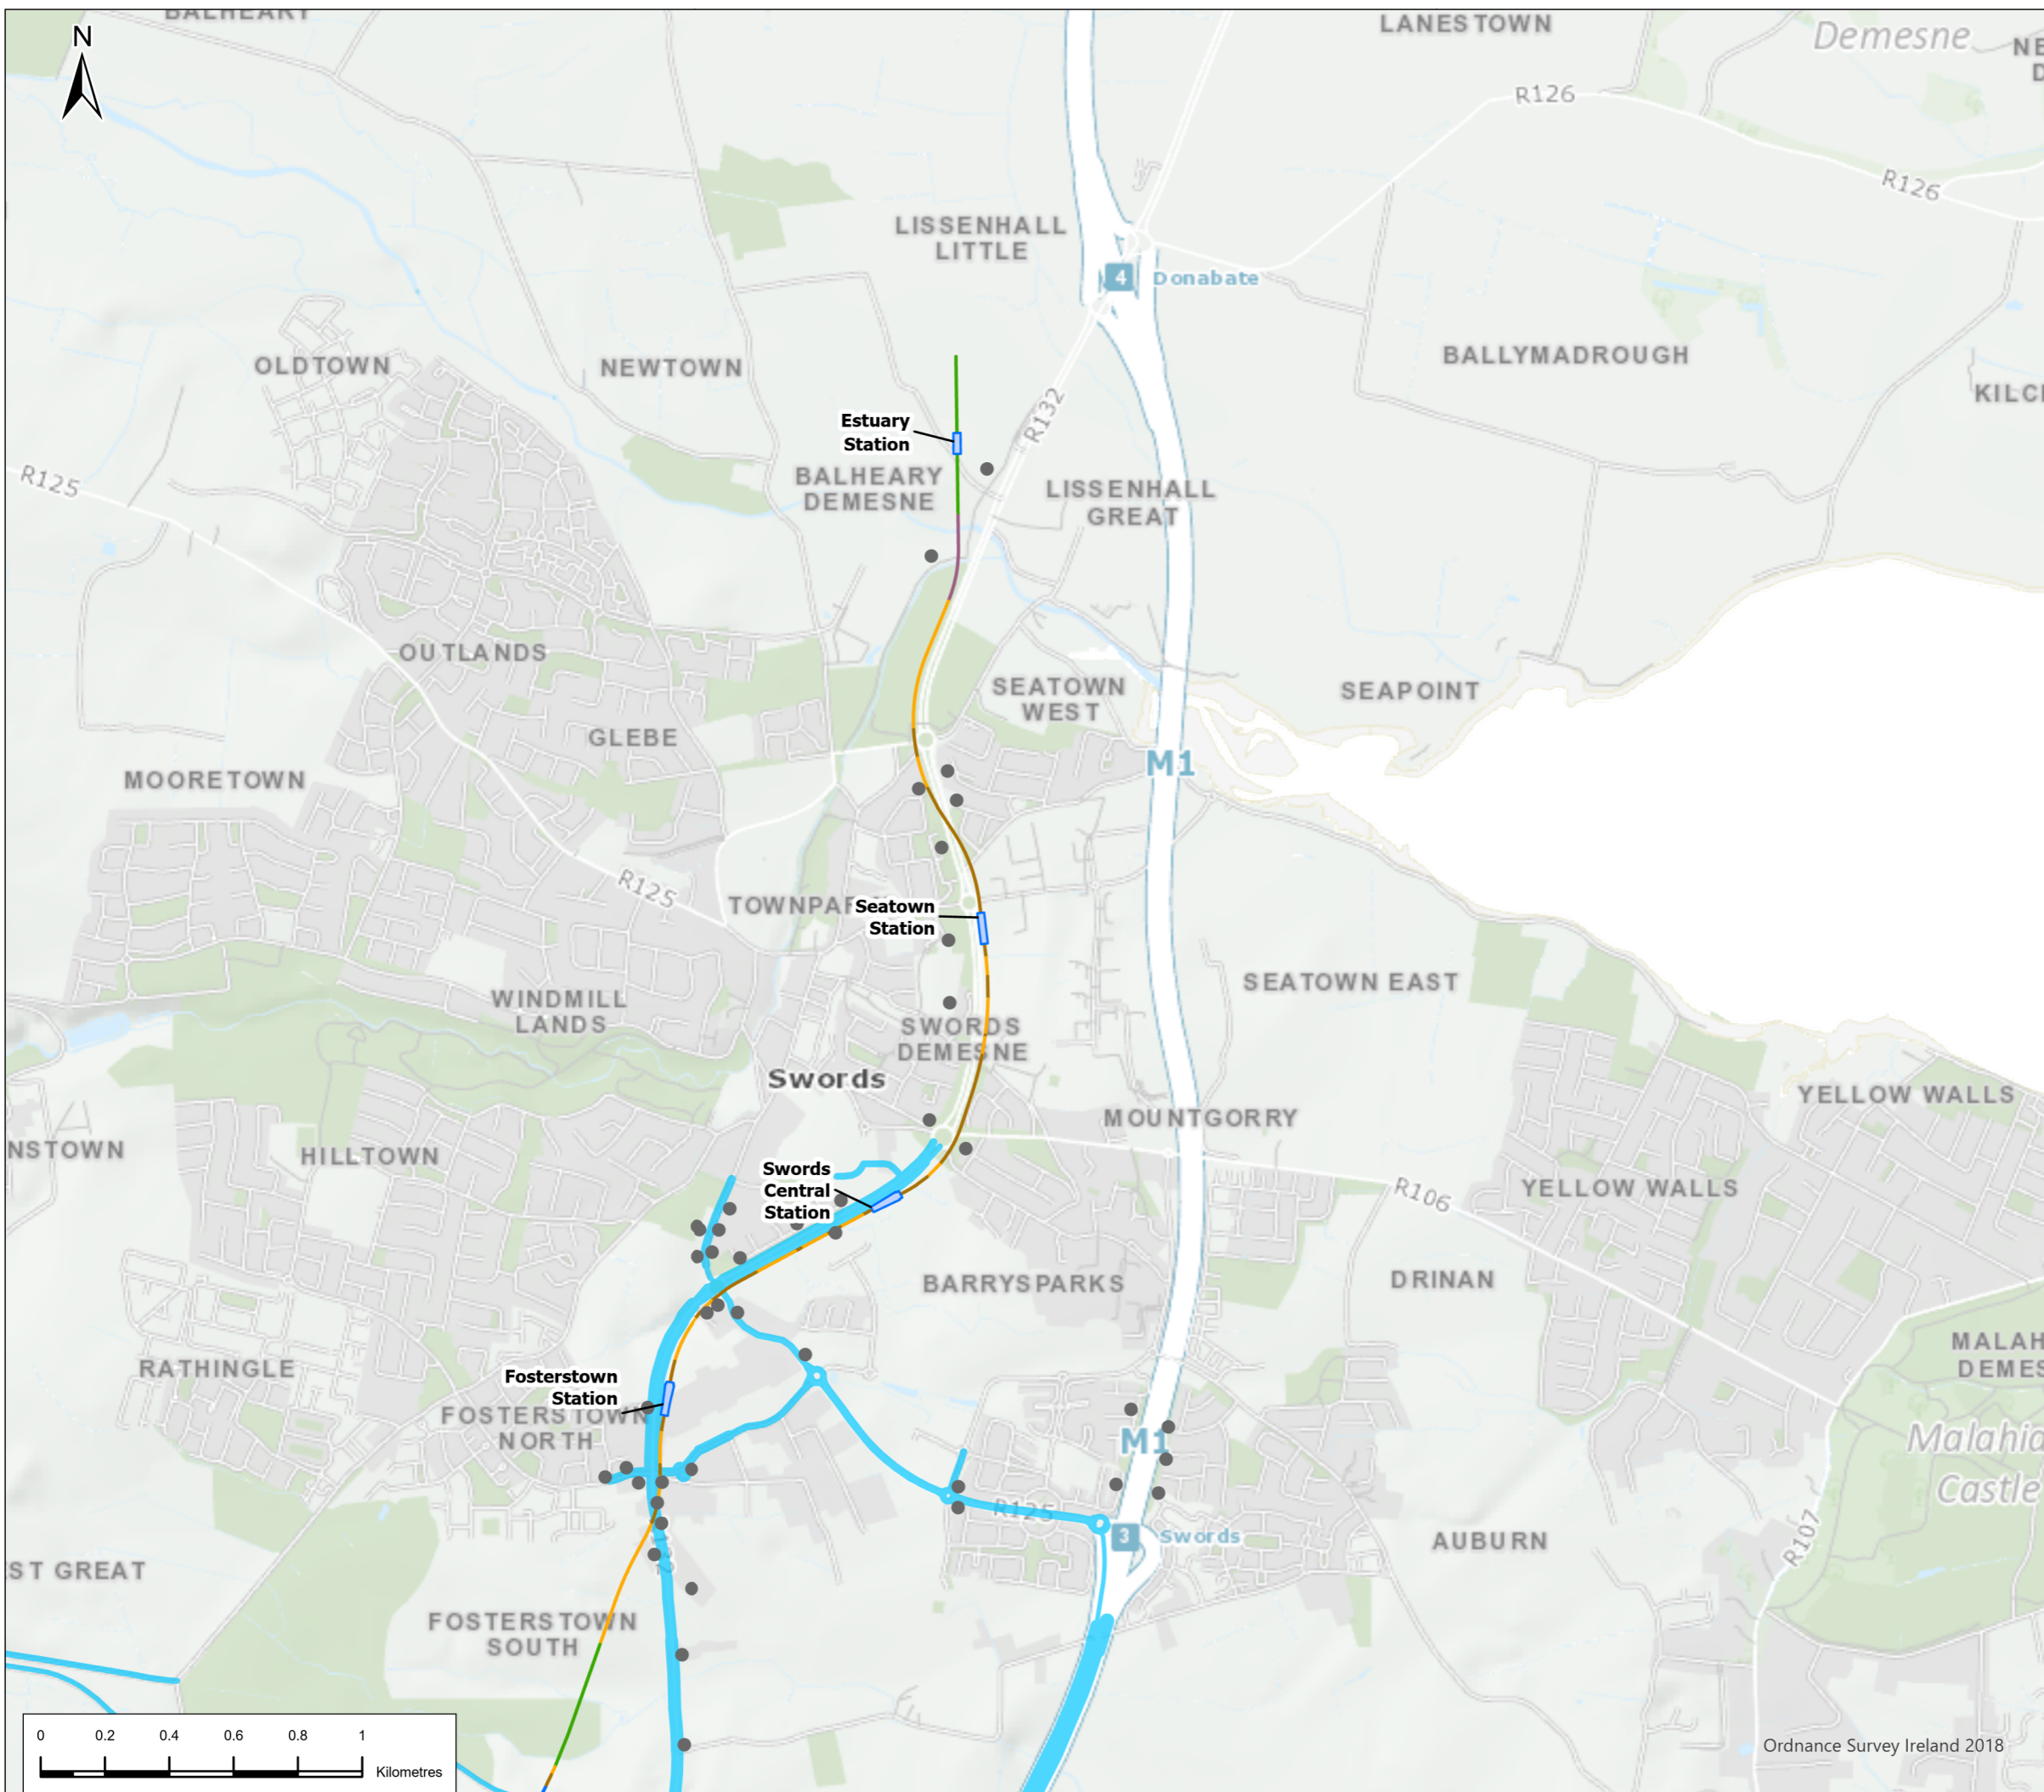 BALHEARY
LANESTOWN
Demesne
N
R126
R126
LISSENHALL
LITTLE
4 Donabate
OLDTOWN
NEWTOWN
BALLYMADROUGH
R132
Estuary
Station
BALHEARY
DEMESNE
LISSENHALL
GREAT
R125
OUTLANDS
SEATOWN
WEST
SEAPOINT
GLEBE
M1
MOORETOWN
R125
Seatown
Station
SEATOWN EAST
WINDMILL
LANDS
SWORDS
DEMESNE
Swords
YELLOW WALLS
MOUNTGORRY
NSTOWN
HILLTOWN
Swords
Central
Station
R106
YELLOW WALLS
BARRYSPARKS
DRINAN
MALAH
DEMES
RATHINGLE
Fosterstown
Station
FOSTERSTOWN
NORTH
M1
Malahid
Castle
R125
3 Swords
AUBURN
R107
ST GREAT
FOSTERSTOWN
SOUTH
0 0.2 0.4 0.6 0.8 1
Kilometres
Ordnance Survey Ireland 2018